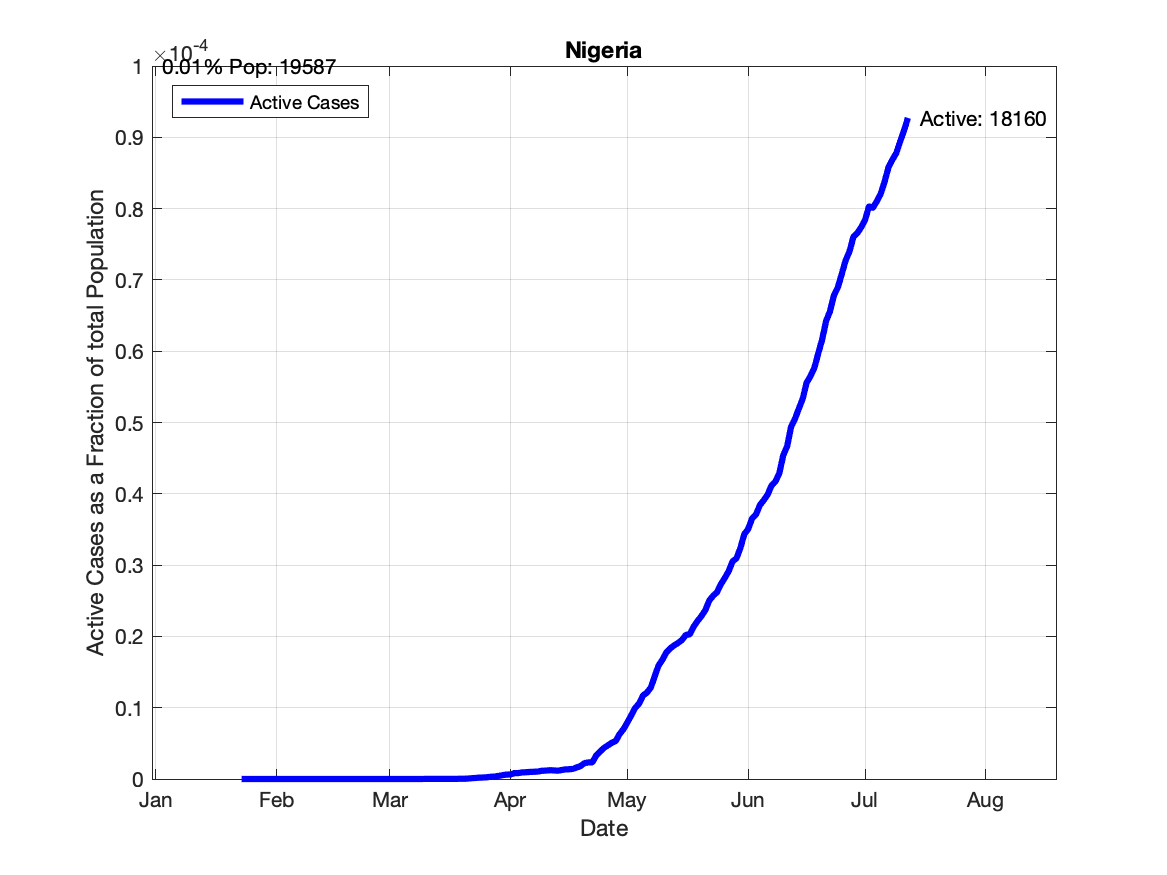 Nigeria
×10-4
0.01% Pop: 19587
Active Cases
Active: 18160
Active Cases as a Fraction of total Population
1
0.9
0.8
0.7
0.6
0.5
0.4
0.3
0.2
0.1
0
Jan Feb Mar Apr May Jun Jul Aug
Date